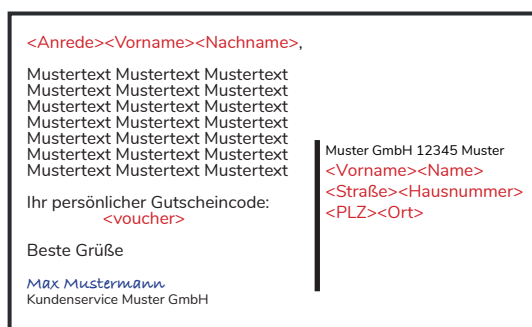 <Anrede><Vorname><Nachname>,
Mustertext Mustertext Mustertext
Mustertext Mustertext Mustertext
Mustertext Mustertext Mustertext
Mustertext Mustertext Mustertext
Mustertext Mustertext Mustertext
Mustertext Mustertext Mustertext
Mustertext Mustertext Mustertext
Ihr persönlicher Gutscheincode:
<voucher>
Beste Grüße
Max Mustermann
Kundenservice Muster GmbH
Muster GmbH 12345 Muster
<Vorname><Name>
<Straße><Hausnummer>
<PLZ><Ort>